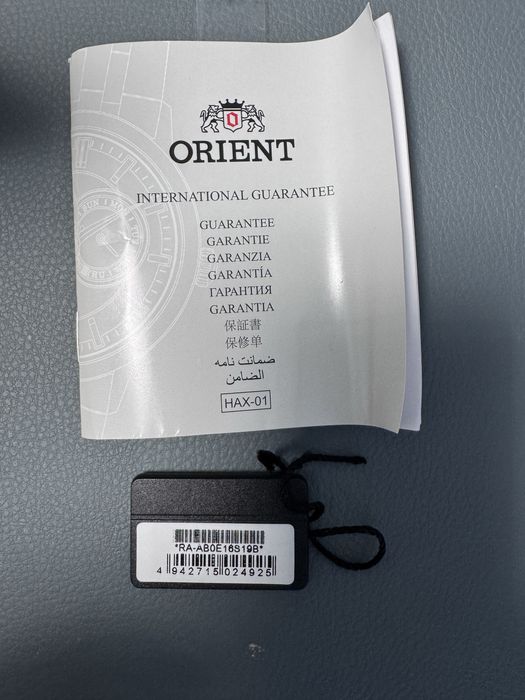 ORIENT
INTERNATIONAL GUARANTEE
GUARANTEE
GARANTIE
GARANZIA
GARANTÍA
ГАРАНТИЯ
GARANTIA
保証書
保修单
ضمانت نامه
الضامن
HAX-01
*RA-AB0E16S19B*
4 942715 024925